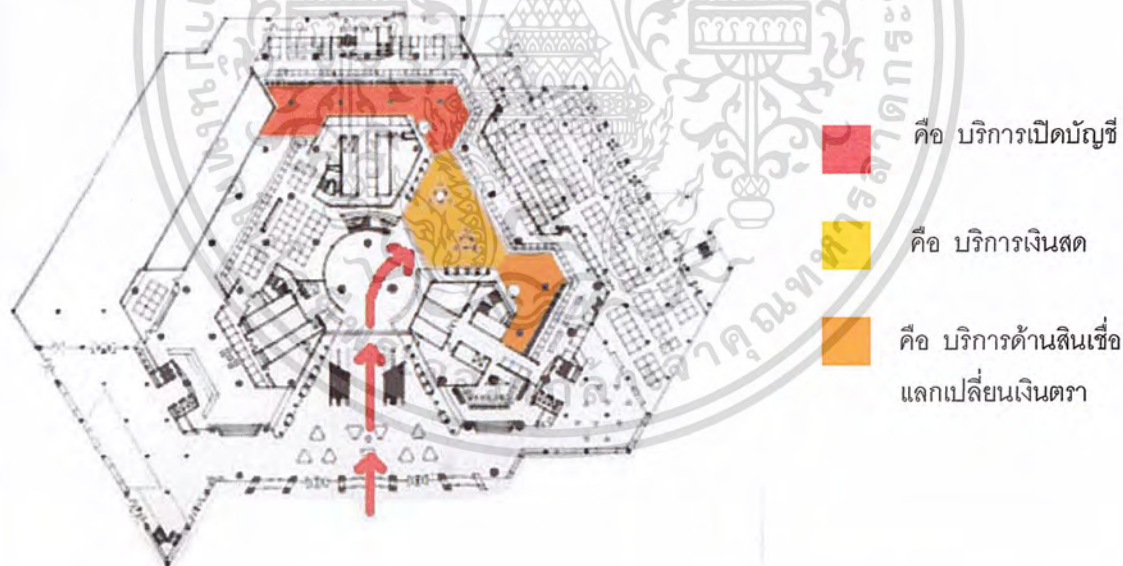 คือ บริการเปิดบัญชี
คือ บริการเงินสด
คือ บริการด้านสินเชื่อ
แลกเปลี่ยนเงินตรา